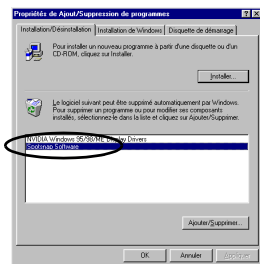 Propriétés de Ajout/Suppression de programmes
Installation/Désinstallation
Installation de Windows
Disquette de démarrage
Pour installer un nouveau programme à partir d'une disquette ou d'un
CD-ROM, cliquez sur Installer.
Installer...
Le logiciel suivant peut être supprimé automatiquement par Windows.
Pour supprimer un programme ou pour modifier ses composants
installés, sélectionnez-le dans la liste et cliquez sur Ajouter/Supprimer.
NVIDIA Windows 95/98/ME Display Drivers
Spotsnap Software
Ajouter/Supprimer...
OK
Annuler
Appliquer